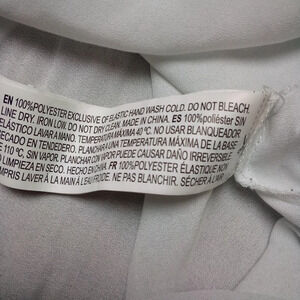 EN 100%POLYESTER EXCLUSIVE OF ELASTIC HAND WASH COLD. DO NOT BLEACH
LINE DRY. IRON LOW. DO NOT DRY CLEAN. MADE IN CHINA. ES 100%poliéster SIN
ELÁSTICO LAVAR A MANO. TEMPERATURA MÁXIMA 40 ºC. NO USAR BLANQUEADOR
SECADO EN TENDEDERO. PLANCHAR A UNA TEMPERATURA MÁXIMA DE LA BASE
DE 110 ºC, SIN VAPOR. PLANCHAR CON VAPOR PUEDE CAUSAR DAÑO IRREVERSIBLE
LIMPIEZA EN SECO. HECHO EN CHINA. FR 100% POLYESTER ÉLASTIQUE NON
COMPRIS LAVER À LA MAIN À L'EAU FROIDE. NE PAS BLANCHIR. SÉCHER À L'AIR